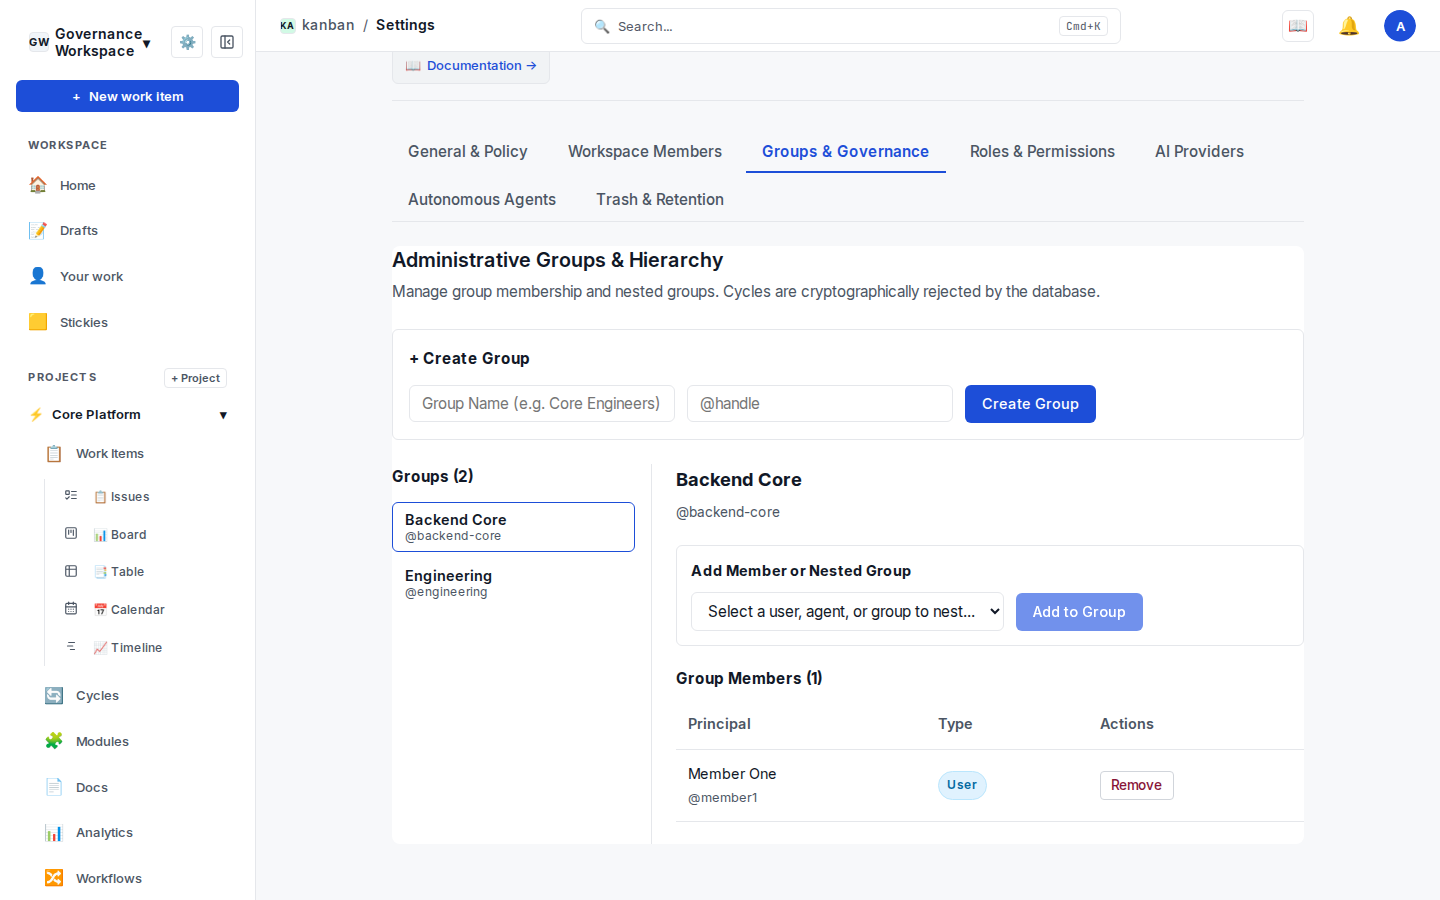 GW Governance Workspace ▾
+ New work item
WORKSPACE
Home
Drafts
Your work
Stickies
PROJECTS
+ Project
Core Platform ▾
Work Items
Issues
Board
Table
Calendar
Timeline
Cycles
Modules
Docs
Analytics
Workflows
KA kanban / Settings
Search...
Cmd+K
A
Documentation →
General & Policy
Workspace Members
Groups & Governance
Roles & Permissions
AI Providers
Autonomous Agents
Trash & Retention
Administrative Groups & Hierarchy
Manage group membership and nested groups. Cycles are cryptographically rejected by the database.
+ Create Group
Group Name (e.g. Core Engineers)
@handle
Create Group
Groups (2)
Backend Core
@backend-core
Engineering
@engineering
Backend Core
@backend-core
Add Member or Nested Group
Select a user, agent, or group to nest...
Add to Group
Group Members (1)
Principal
Type
Actions
Member One
@member1
User
Remove